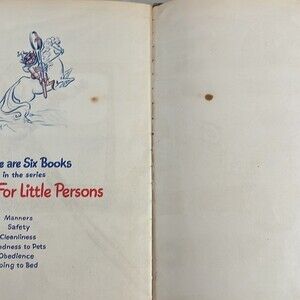 e are Six Books
in the series
For Little Persons
Manners
Safety
Cleanliness
dness to Pets
Obedience
oing to Bed